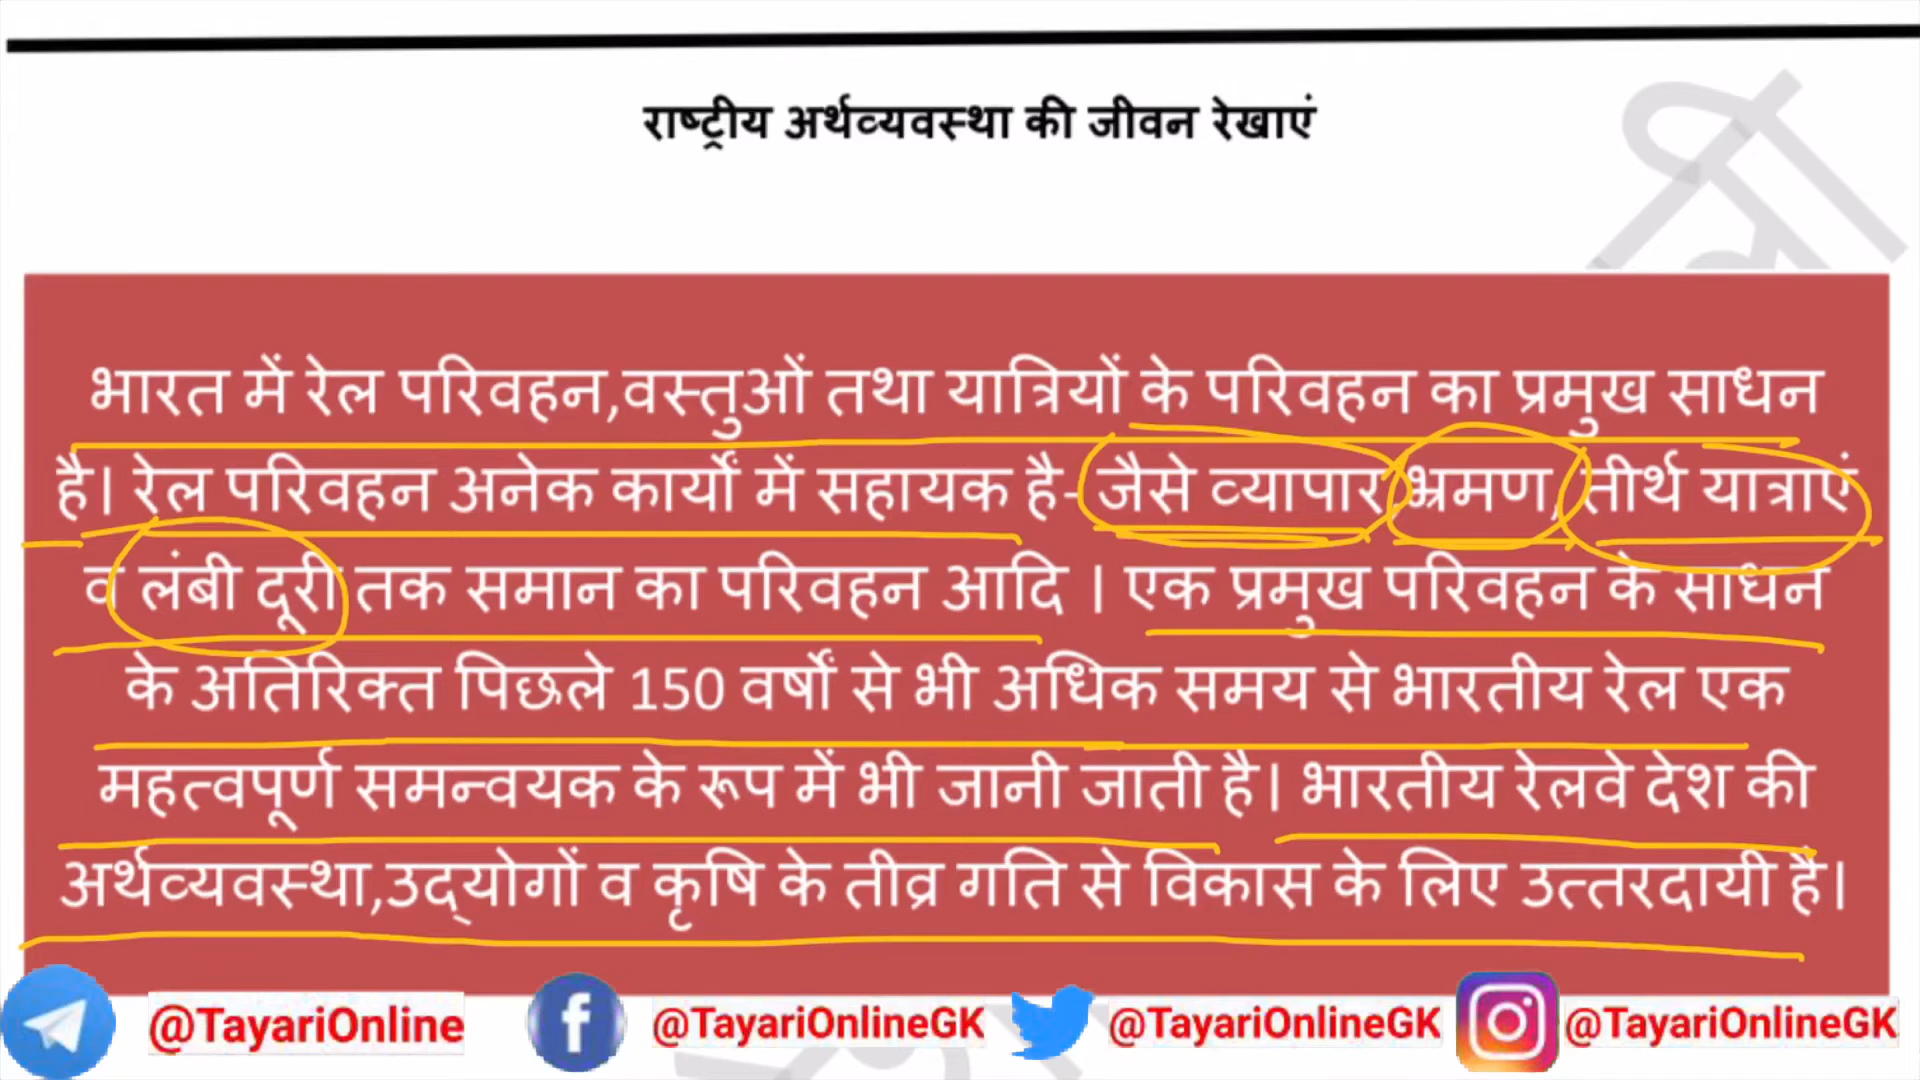 राष्ट्रीय अर्थव्यवस्था की जीवन रेखाएं
भारत में रेल परिवहन,वस्तुओं तथा यात्रियों के परिवहन का प्रमुख साधन
है। रेल परिवहन अनेक कार्यों में सहायक है- जैसे व्यापार,भ्रमण, तीर्थ यात्राएं
व लंबी दूरी तक समान का परिवहन आदि । एक प्रमुख परिवहन के साधन
के अतिरिक्त पिछले 150 वर्षों से भी अधिक समय से भारतीय रेल एक
महत्वपूर्ण समन्वयक के रूप में भी जानी जाती है। भारतीय रेलवे देश की
अर्थव्यवस्था,उद्योगों व कृषि के तीव्र गति से विकास के लिए उत्तरदायी है।
@TayariOnline @TayariOnlineGK @TayariOnlineGK @TayariOnlineGK